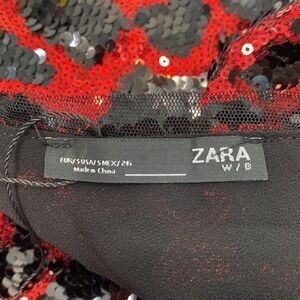 EUR/S USA/S MEX/26
Made in China
ZARA
W / B